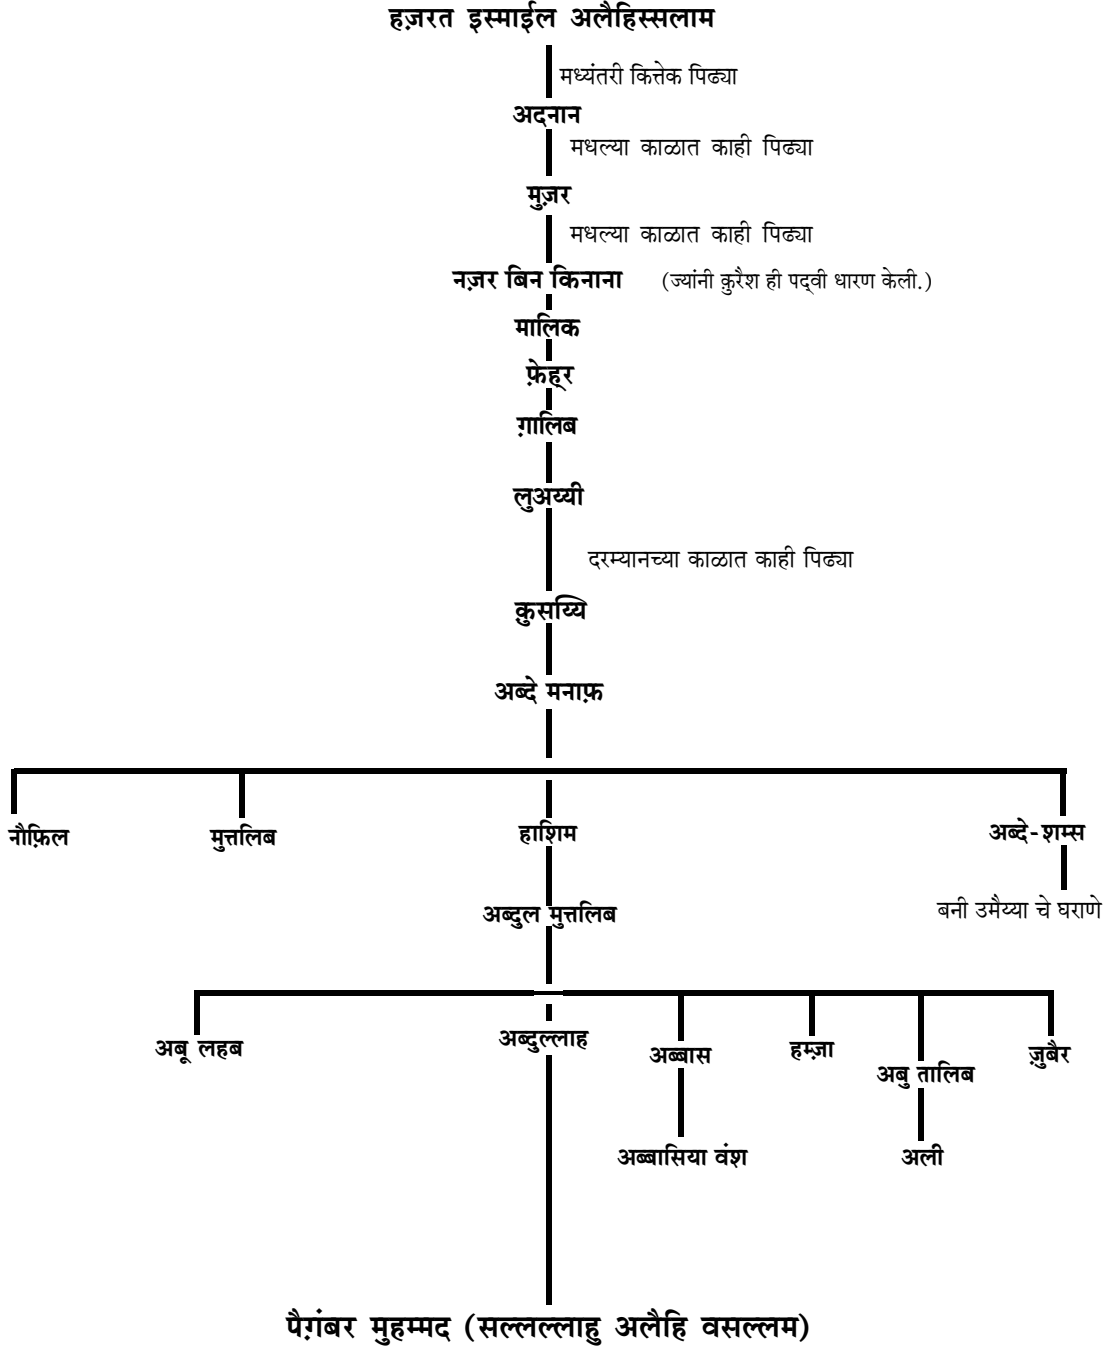 हज़रत इस्माईल अलैहिस्सलाम
मध्यंतरी कित्तेक पिढ्या
अदनान
मधल्या काळात काही पिढ्या
मुज़र
मधल्या काळात काही पिढ्या
नज़र बिन किनाना (ज्यांनी क़ुरैश ही पद्वी धारण केली.)
मालिक
फ़ेह्र
ग़ालिब
लुअय्यी
दरम्यानच्या काळात काही पिढ्या
क़ुसय्यि
अब्दे मनाफ़
नौफ़िल मुत्तलिब हाशिम अब्दे-शम्स
अब्दुल मुत्तलिब बनी उमैय्या चे घराणे
अबू लहब अब्दुल्लाह अब्बास हम्ज़ा अबु तालिब ज़ुबैर
अब्बासिया वंश अली
पैग़ंबर मुहम्मद (सल्लल्लाहु अलैहि वसल्लम)